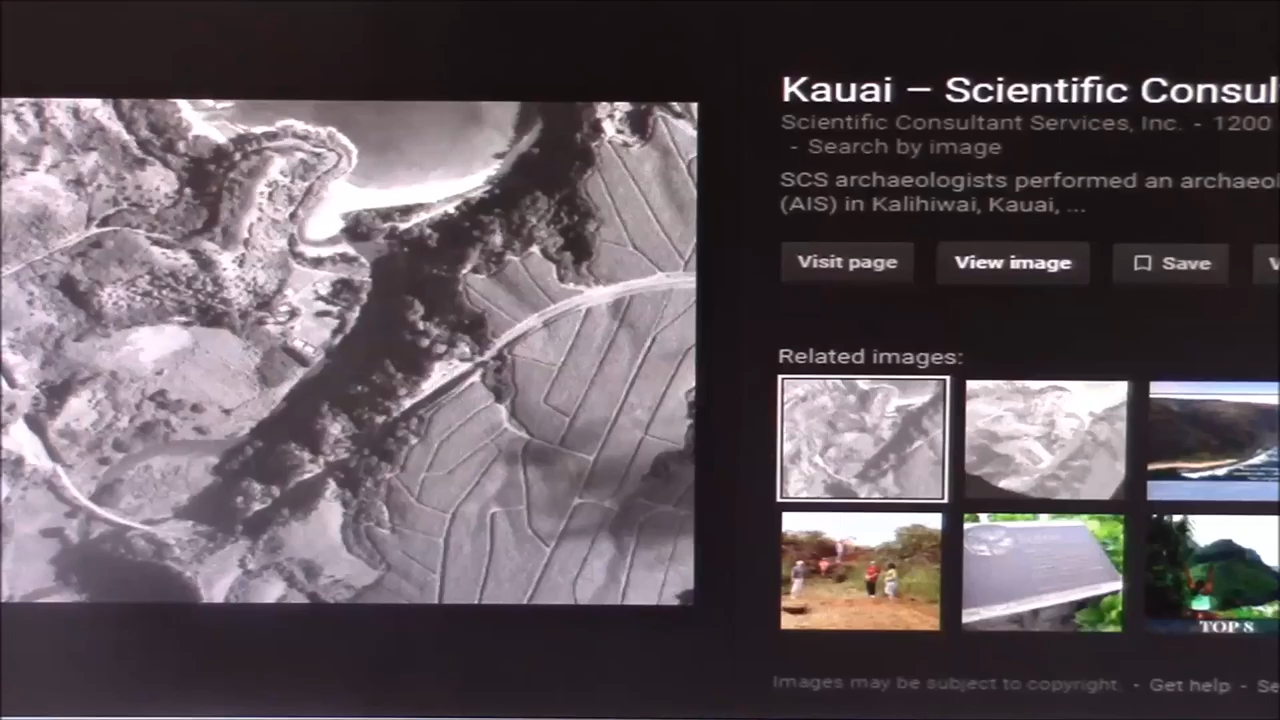 Kauai – Scientific Consul
Scientific Consultant Services, Inc. - 1200
- Search by image
SCS archaeologists performed an archaeol
(AIS) in Kalihiwai, Kauai, ...
Visit page
View image
Save
V
Related images:
TOP 8
Images may be subject to copyright. - Get help - Se